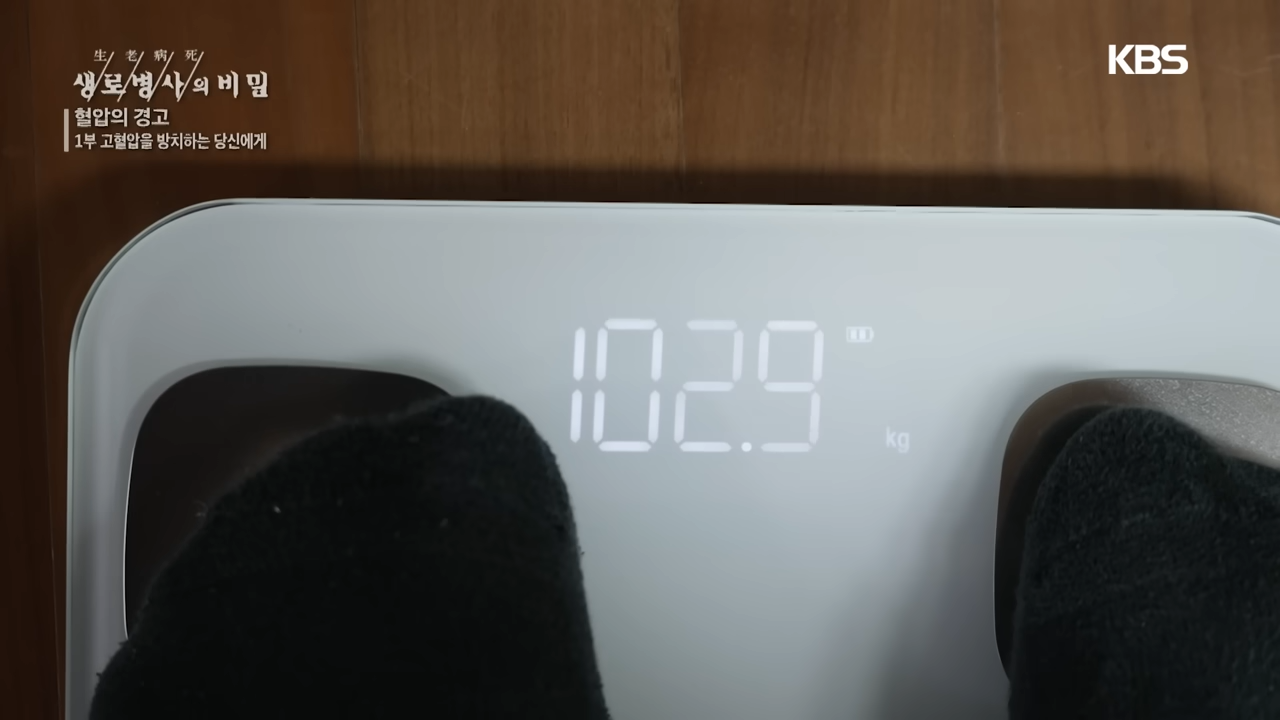 生老病死
생로병사의 비밀
혈압의 경고
1부 고혈압을 방치하는 당신에게
KBS
102.9
kg